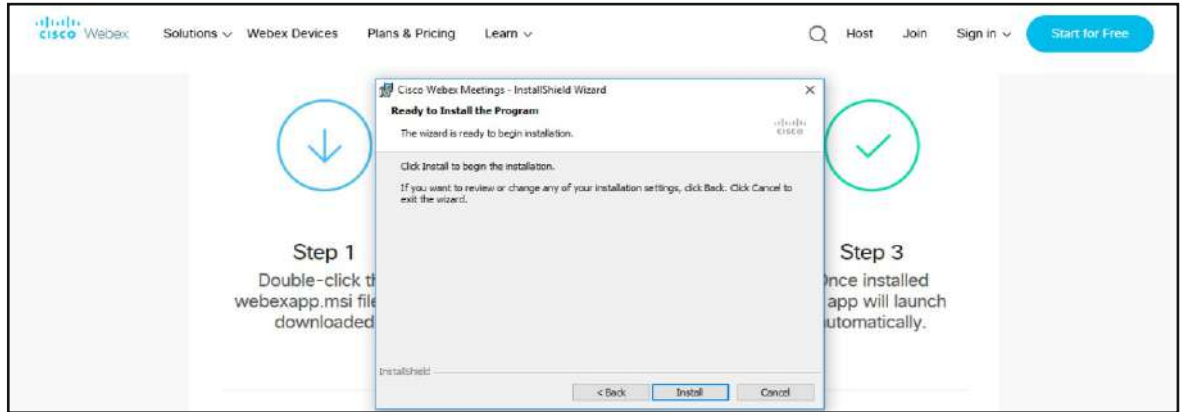 cisco Webex Solutions Webex Devices Plans & Pricing Learn Host Join Sign in Start for Free
Cisco Webex Meetings - InstallShield Wizard
Ready to Install the Program
The wizard is ready to begin installation.
cisco
Click Install to begin the installation.
If you want to review or change any of your installation settings, click Back. Click Cancel to
exit the wizard.
Step 1
Double-click th
webexapp.msi file
downloaded
Step 3
Once installed
app will launch
automatically.
InstallShield
< Back Install Cancel